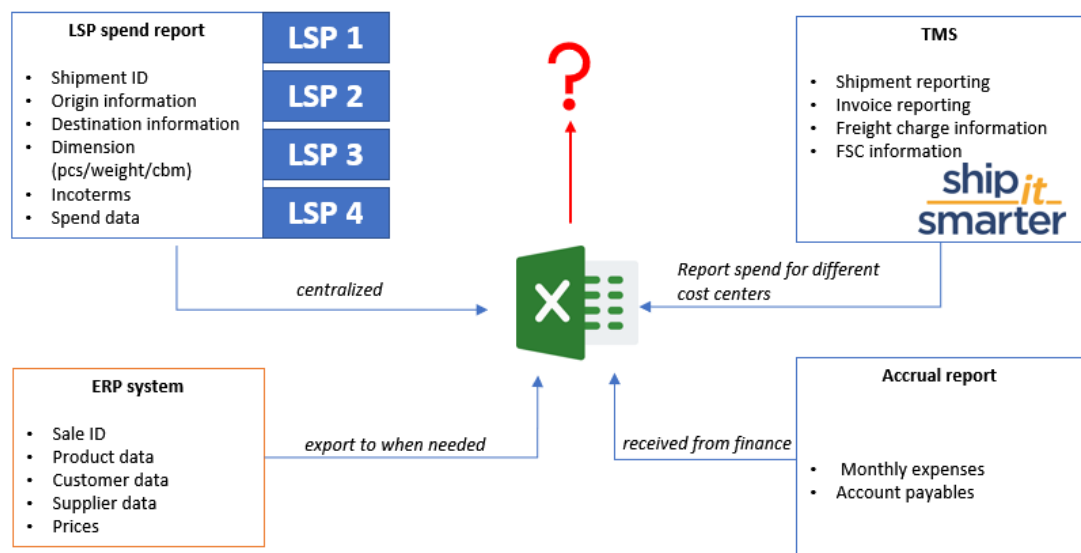 LSP spend report
• Shipment ID
• Origin information
• Destination information
• Dimension
(pcs/weight/cbm)
• Incoterms
• Spend data
LSP 1
LSP 2
LSP 3
LSP 4
?
TMS
• Shipment reporting
• Invoice reporting
• Freight charge information
• FSC information
ship it
smarter
centralized
X
Report spend for different
cost centers
ERP system
• Sale ID
• Product data
• Customer data
• Supplier data
• Prices
export to when needed
received from finance
Accrual report
• Monthly expenses
• Account payables